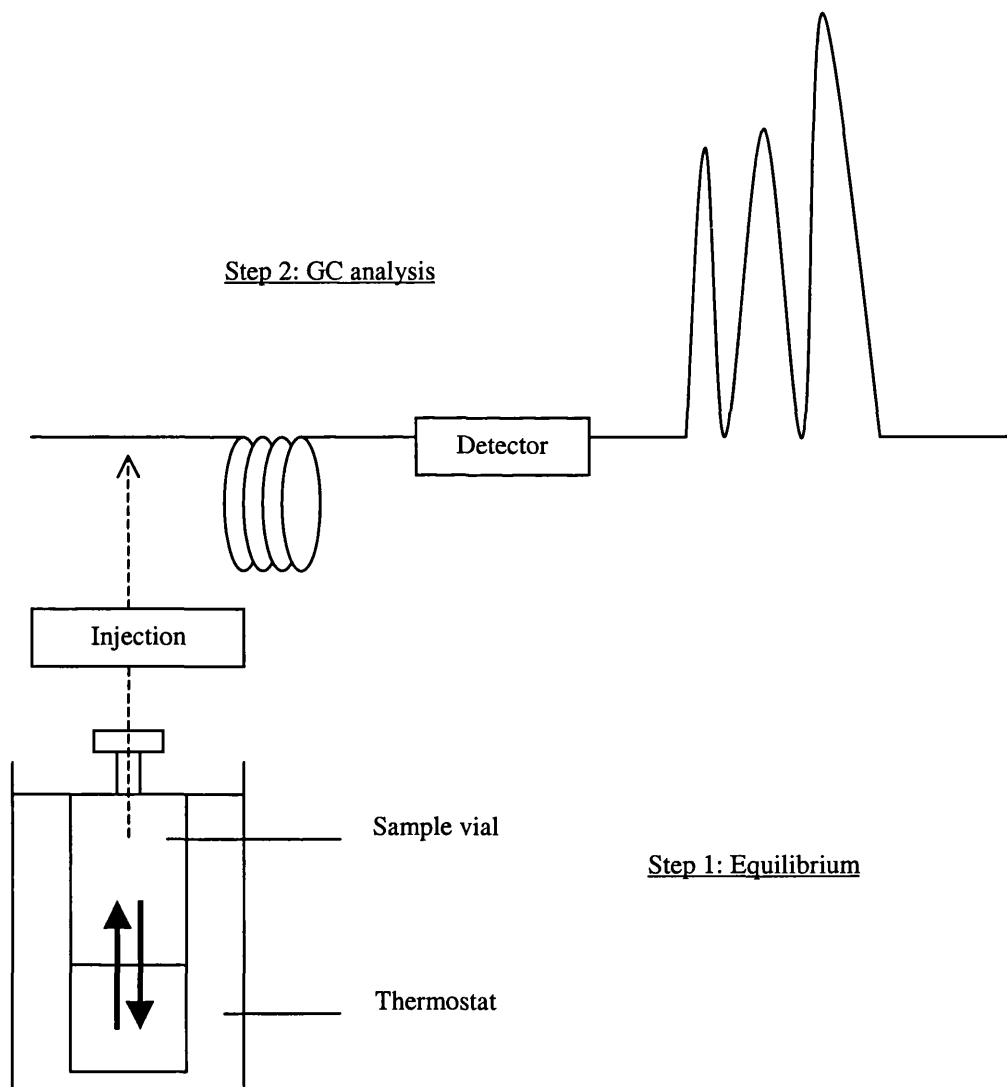 Step 2: GC analysis
Detector
Injection
Sample vial
Step 1: Equilibrium
Thermostat